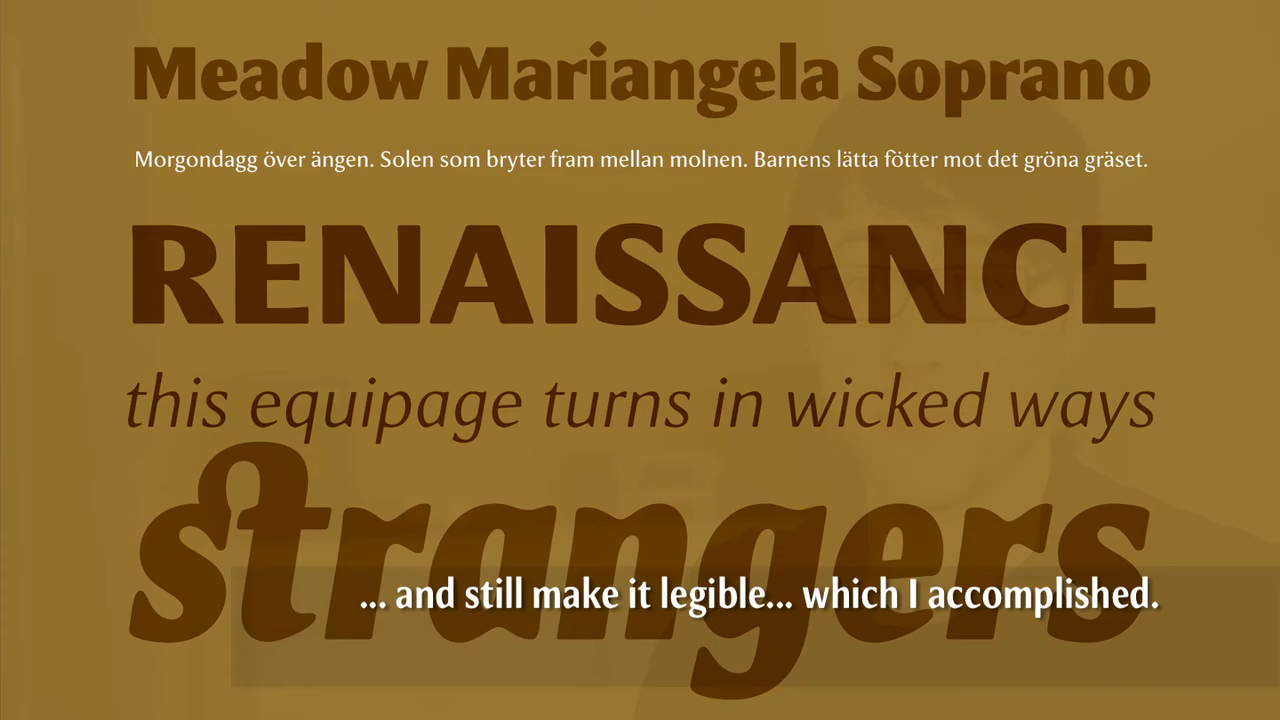 Meadow Mariangela Soprano
Morgondagg över ängen. Solen som bryter fram mellan molnen. Barnens lätta fötter mot det gröna gräset.
RENAISSANCE
this equipage turns in wicked ways
strangers
... and still make it legible... which I accomplished.